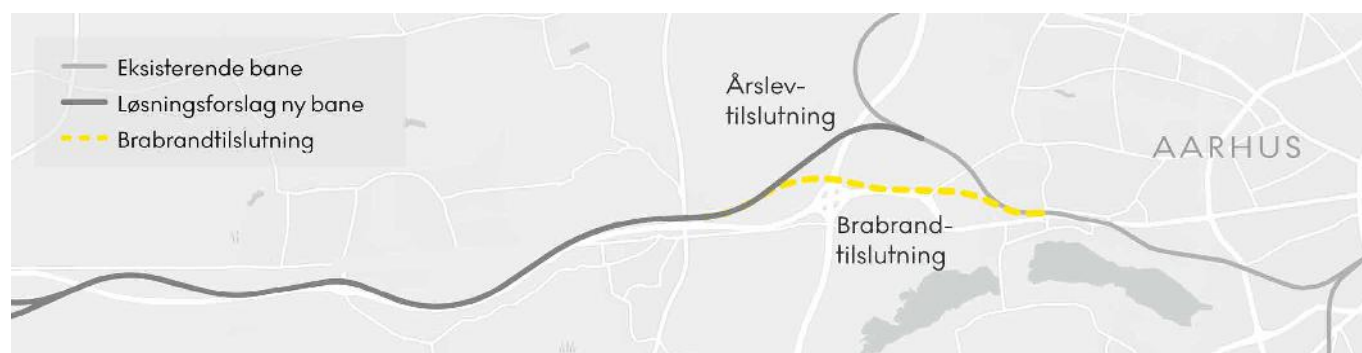 Eksisterende bane
Løsningsforslag ny bane
Brabrandtilslutning
Årslev-
tilslutning
AARHUS
Brabrand-
tilslutning